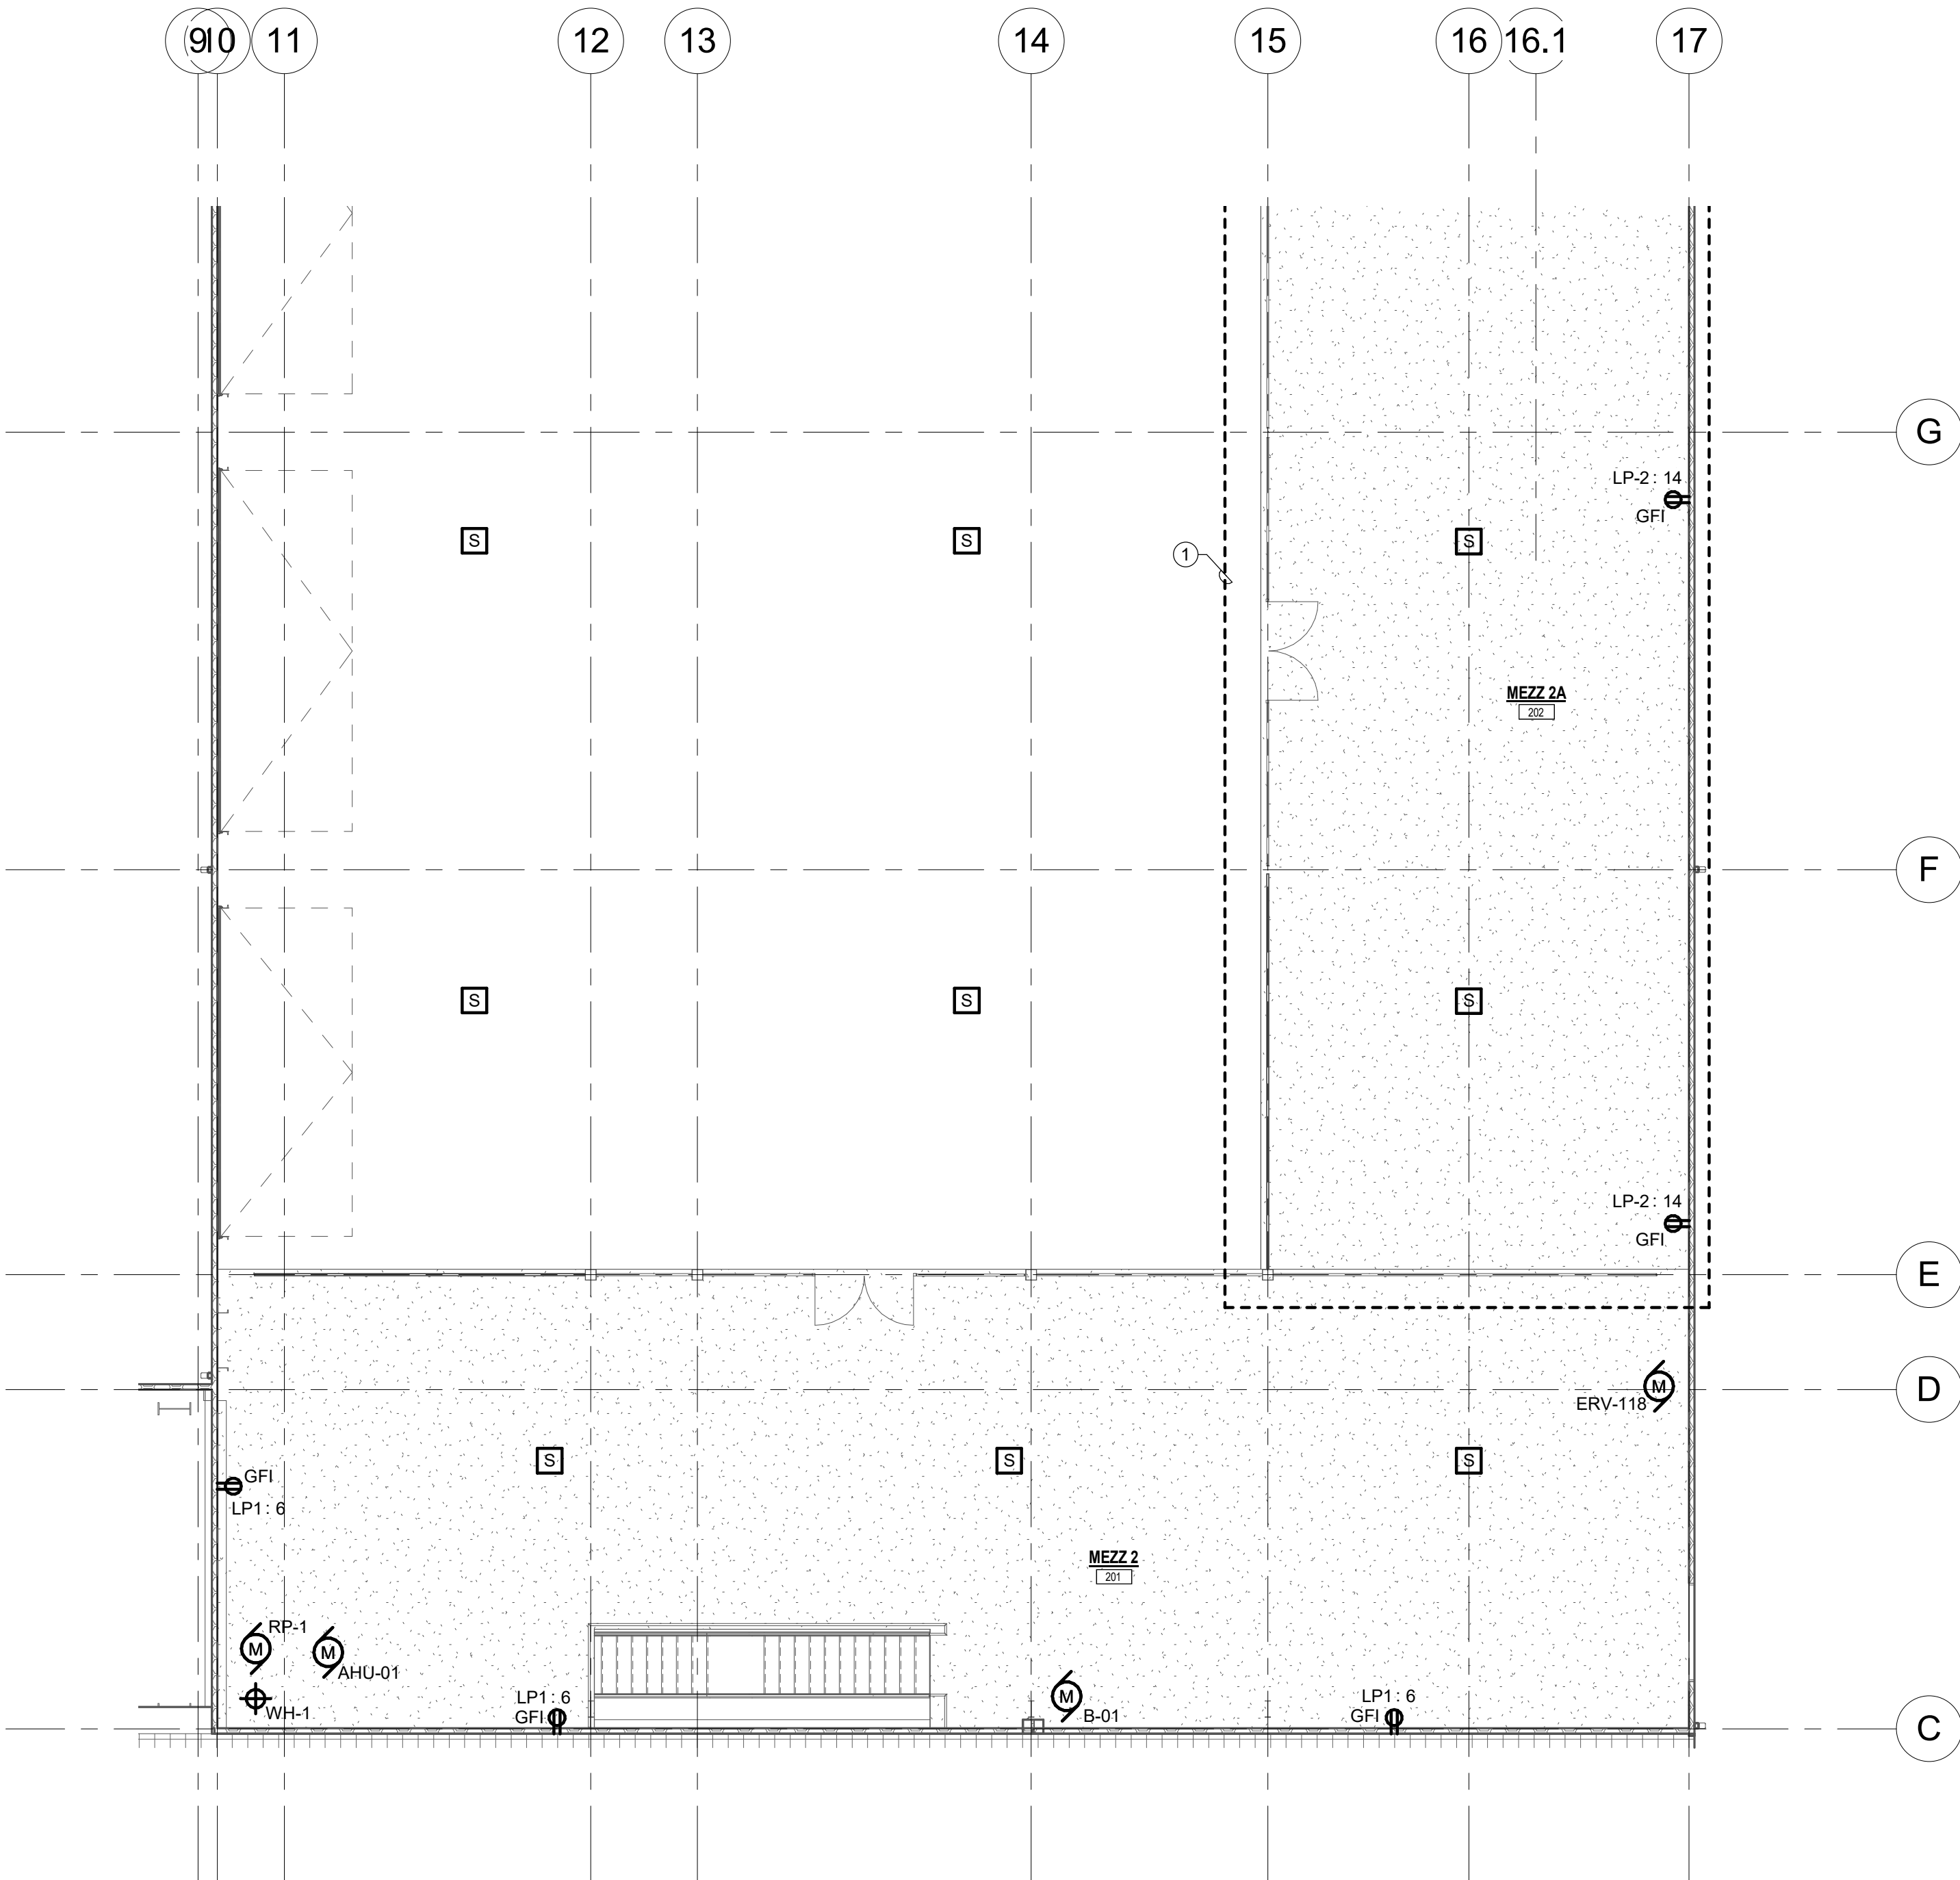 9 10 11 12 13 14 15 16 16.1 17
G
LP-2 : 14
GFI
S S S
1
MEZZ 2A
202
F
S S S
LP-2 : 14
GFI
E
D
M
ERV-118
S S S
GFI
LP1 : 6
MEZZ 2
201
RP-1
M M
AHU-01
WH-1
LP1 : 6
GFI
M
B-01
LP1 : 6
GFI
C